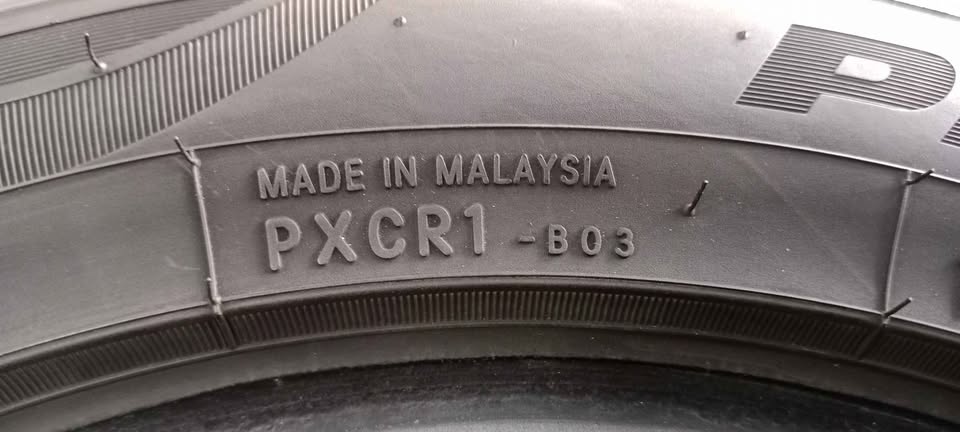 MADE IN MALAYSIA
PXCR1 -B03